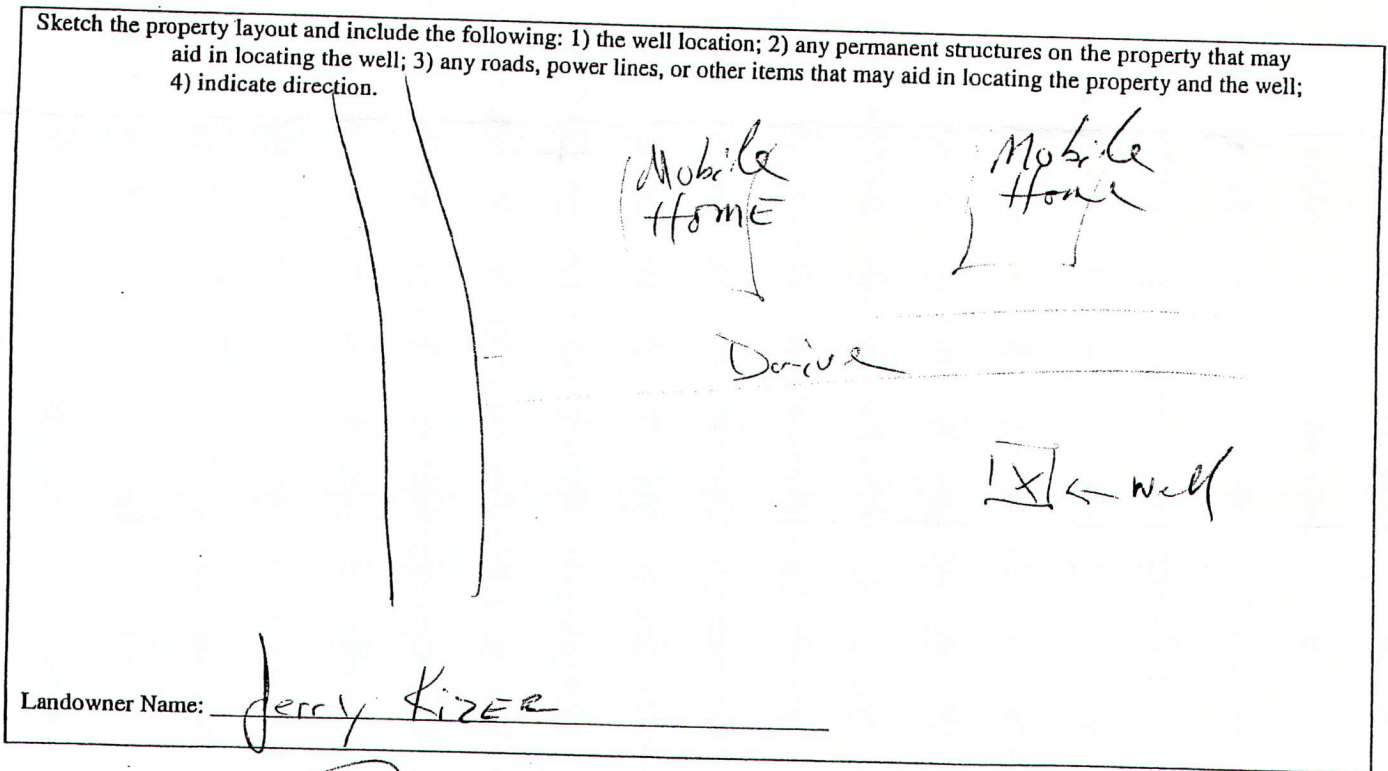 Sketch the property layout and include the following: 1) the well location; 2) any permanent structures on the property that may
aid in locating the well; 3) any roads, power lines, or other items that may aid in locating the property and the well;
4) indicate direction.
Mobile
HOME
Mobile
Home
Drive
X ← Well
Landowner Name: Jerry KizER